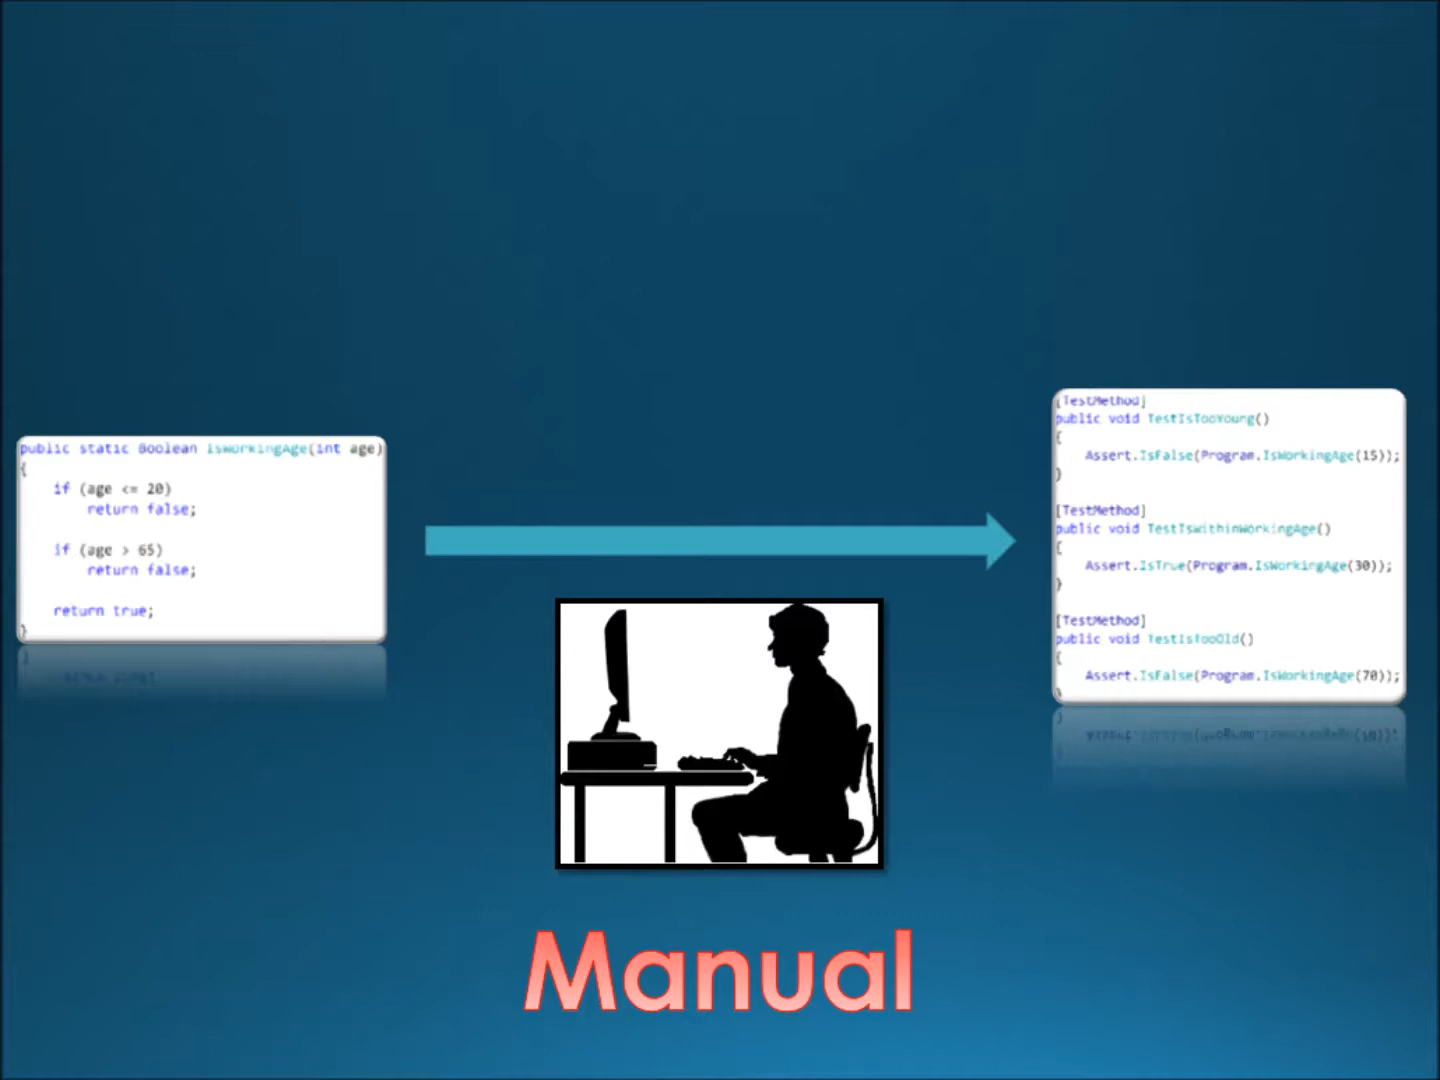 public static Boolean IsWorkingAge(int age)
{
if (age <= 20)
return false;
if (age > 65)
return false;
return true;
}
[TestMethod]
public void TestIsTooYoung()
{
Assert.IsFalse(Program.IsWorkingAge(15));
}
[TestMethod]
public void TestIsWithinWorkingAge()
{
Assert.IsTrue(Program.IsWorkingAge(30));
}
[TestMethod]
public void TestIsTooOld()
{
Assert.IsFalse(Program.IsWorkingAge(70));
}
Manual